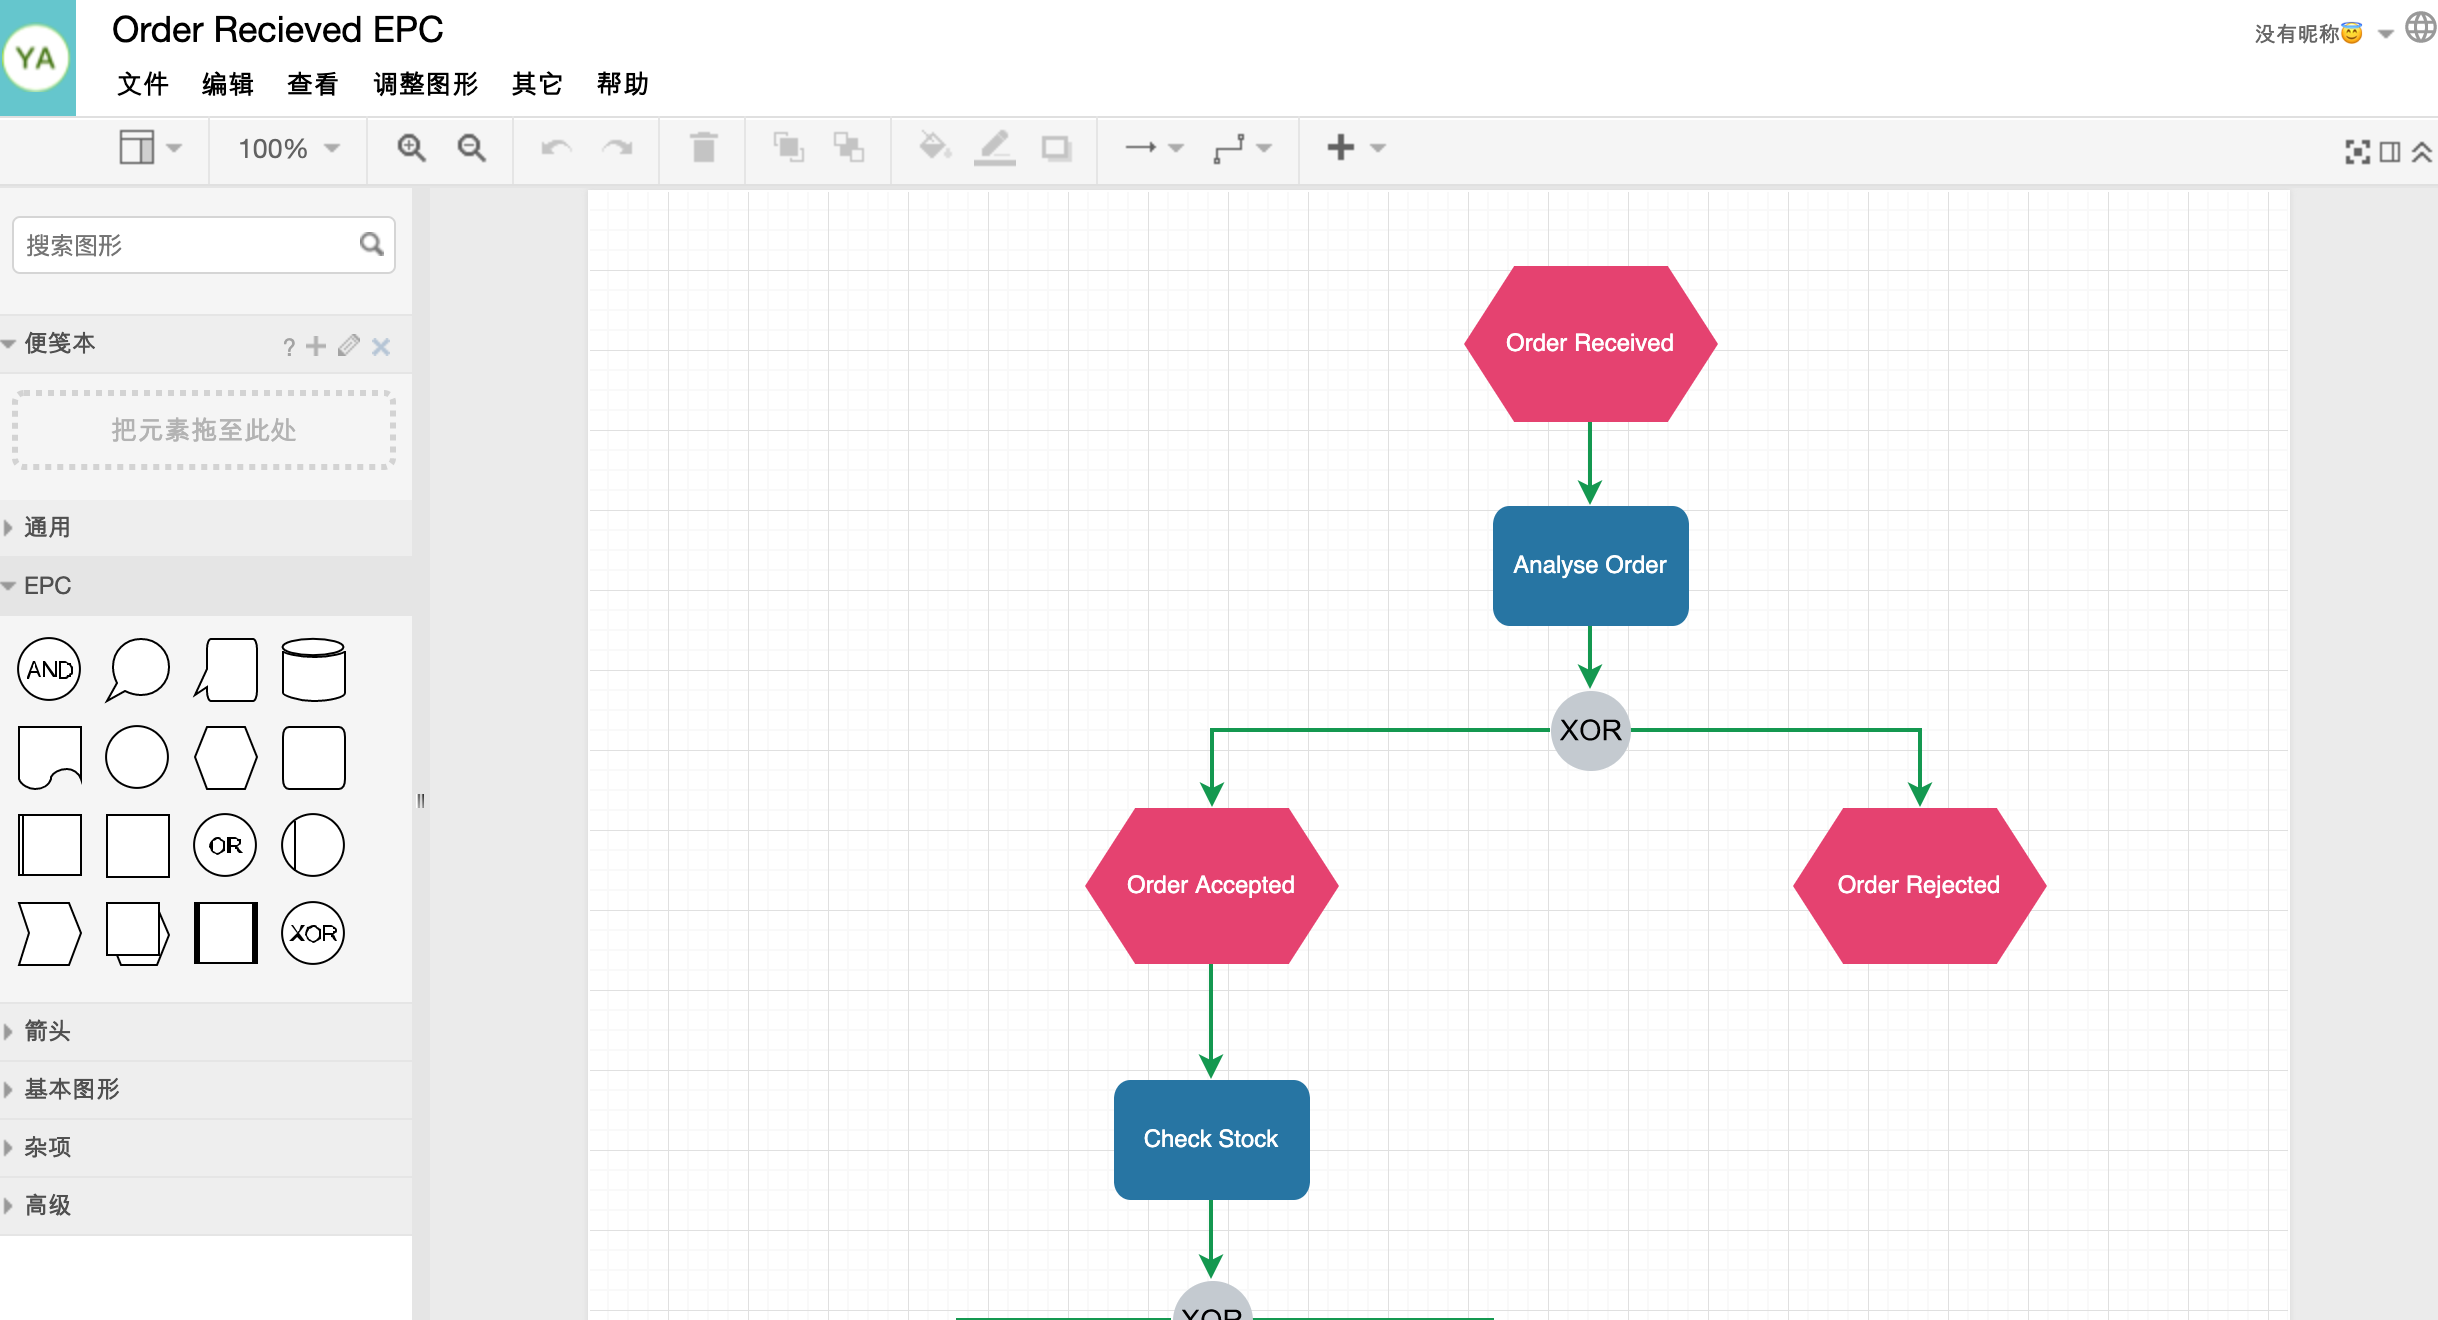 YA
Order Recieved EPC
没有昵称😇
文件 编辑 查看 调整图形 其它 帮助
100%
搜索图形
便笺本 ?
把元素拖至此处
通用
EPC
AND
OR
XOR
箭头
基本图形
杂项
高级
Order Received
Analyse Order
XOR
Order Accepted
Order Rejected
Check Stock
XOR